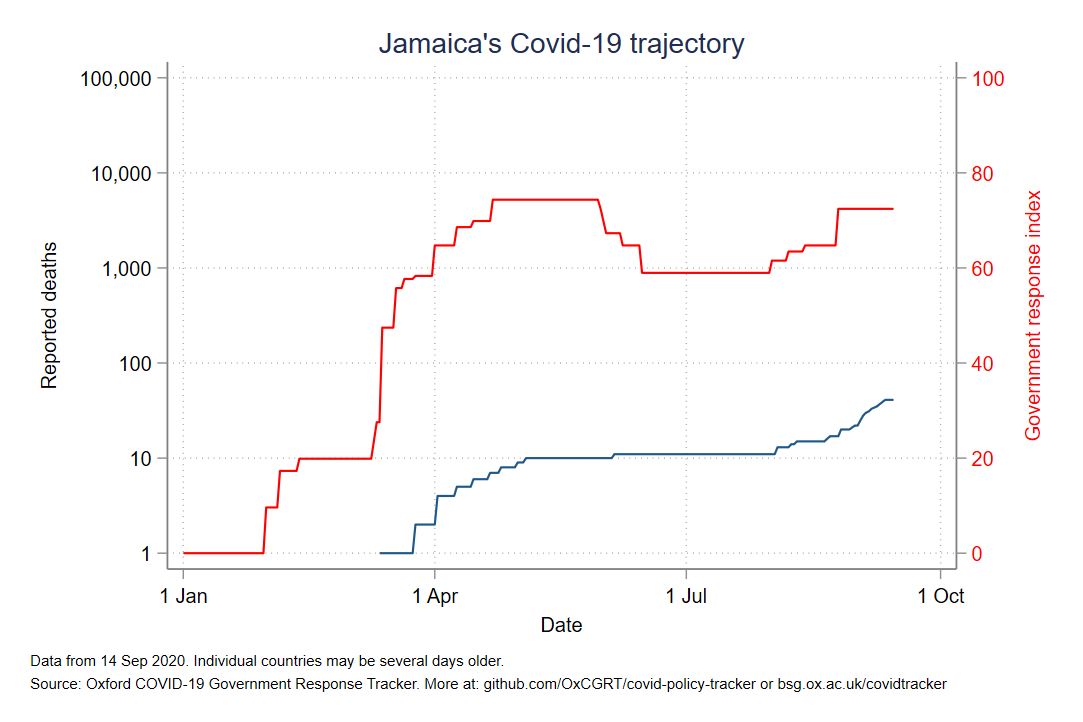 Jamaica's Covid-19 trajectory
100,000
10,000
1,000
100
10
1
Reported deaths
100
80
60
40
20
0
Government response index
1 Jan
1 Apr
1 Jul
1 Oct
Date
Data from 14 Sep 2020. Individual countries may be several days older.
Source: Oxford COVID-19 Government Response Tracker. More at: github.com/OxCGRT/covid-policy-tracker or bsg.ox.ac.uk/covidtracker